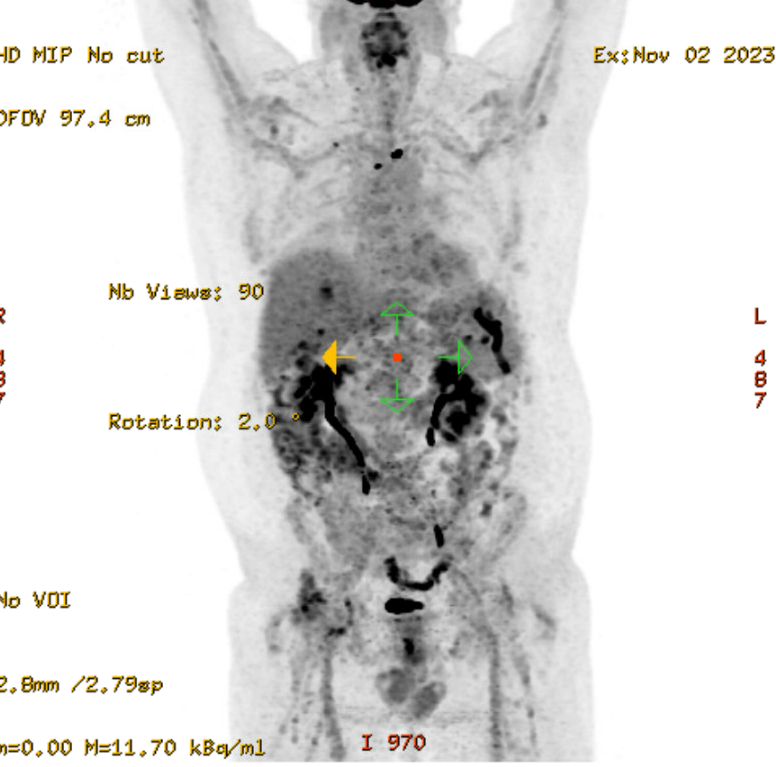 HD MIP No cut
Ex:Nov 02 2023
DFOV 97.4 cm
Nb Views: 90
R
L
4
8
7
4
8
7
Rotation: 2.0 °
No VOI
2.8mm /2.79sp
m=0.00 M=11.70 kBq/ml
I 970